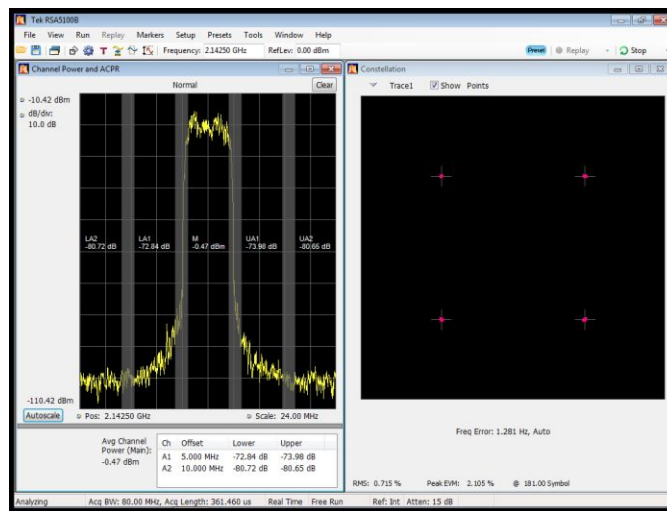 Tek RSA5100B
File View Run Replay Markers Setup Presets Tools Window Help
Frequency: 2.14250 GHz RefLev: 0.00 dBm Preset Replay Stop
Channel Power and ACPR
Normal Clear
-10.42 dBm
dB/div:
10.0 dB
LA2 LA1 M UA1 UA2
-80.72 dB -72.84 dB -0.47 dBm -73.98 dB -80.65 dB
-110.42 dBm
Autoscale Pos: 2.14250 GHz Scale: 24.00 MHz
Avg Channel
Power (Main):
-0.47 dBm
Ch Offset Lower Upper
A1 5.000 MHz -72.84 dB -73.98 dB
A2 10.000 MHz -80.72 dB -80.65 dB
Constellation
Trace1 Show Points
Freq Error: 1.281 Hz, Auto
RMS: 0.715 % Peak EVM: 2.105 % @ 181.00 Symbol
Analyzing Acq BW: 80.00 MHz, Acq Length: 361.460 us Real Time Free Run Ref: Int Atten: 15 dB